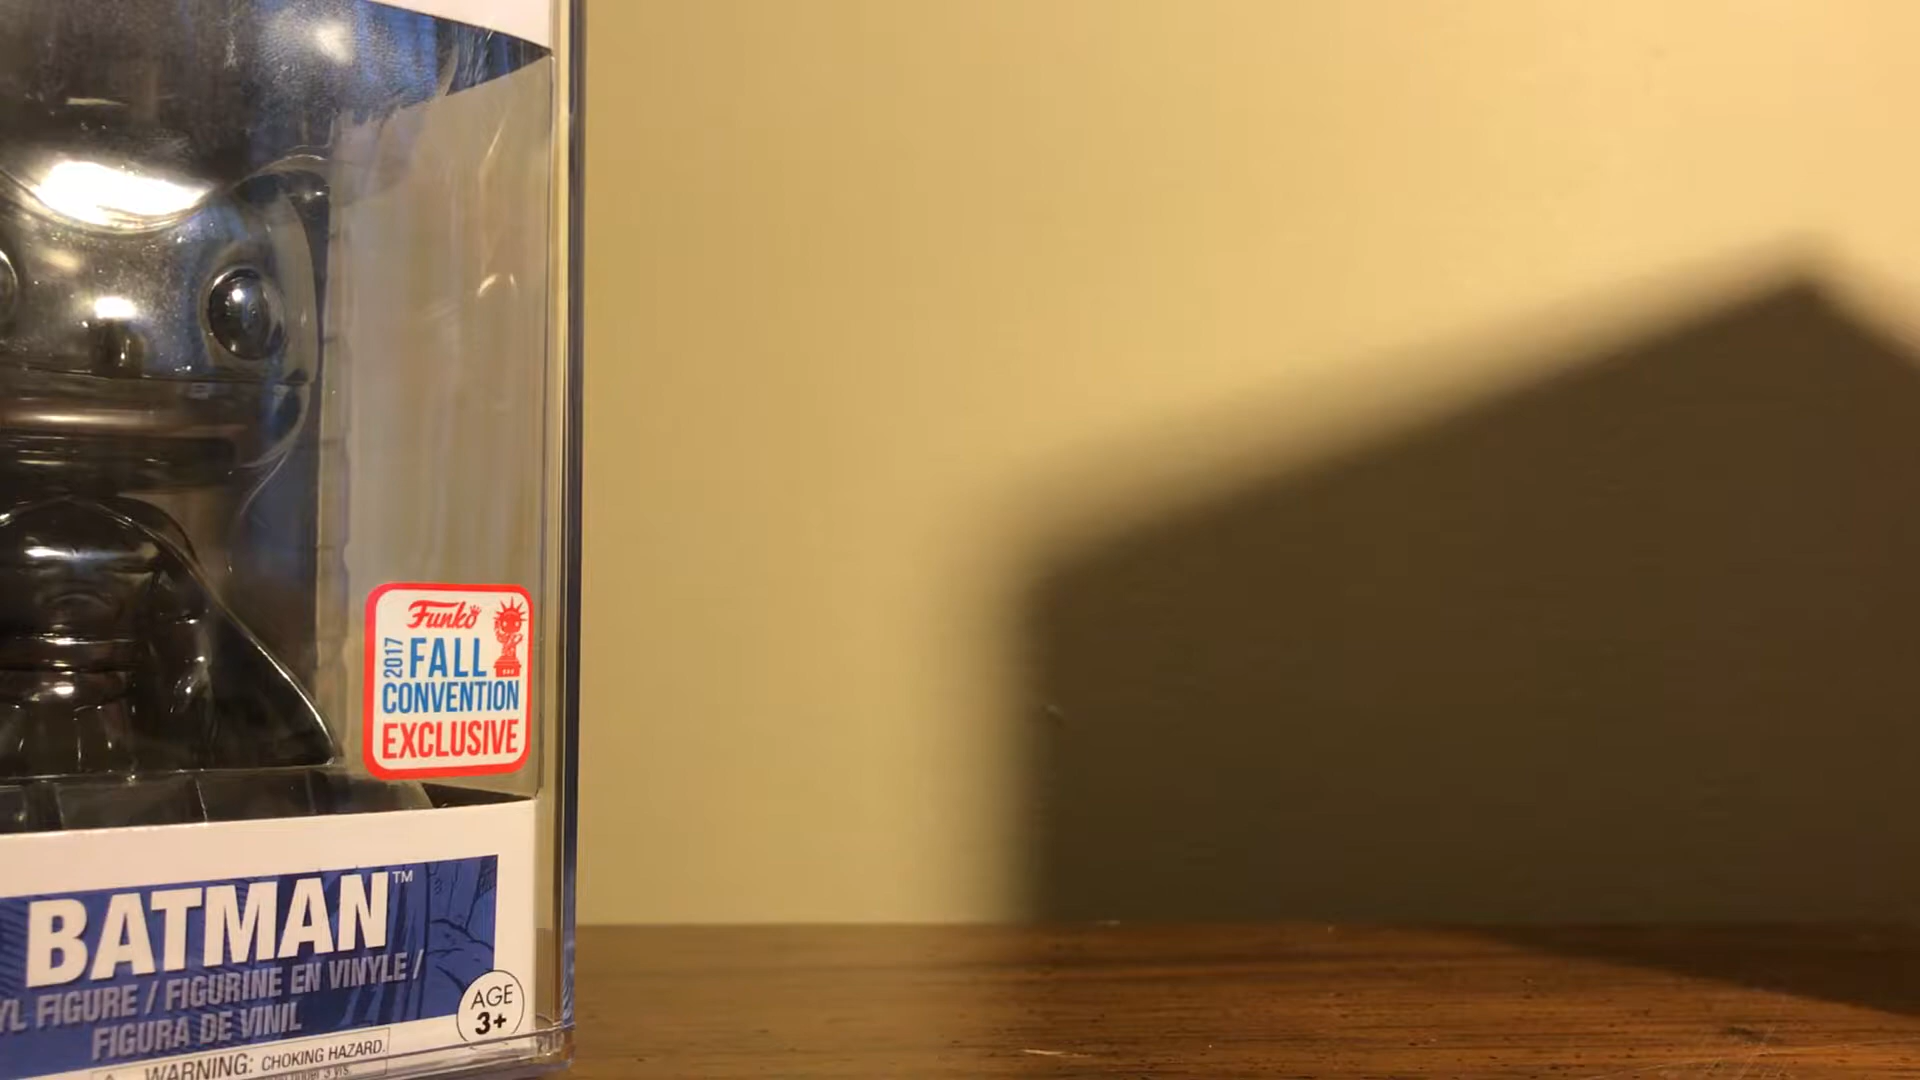 Funko
2017 FALL
CONVENTION
EXCLUSIVE
BATMAN™
YL FIGURE / FIGURINE EN VINYLE /
FIGURA DE VINIL
AGE
3+
WARNING: CHOKING HAZARD.